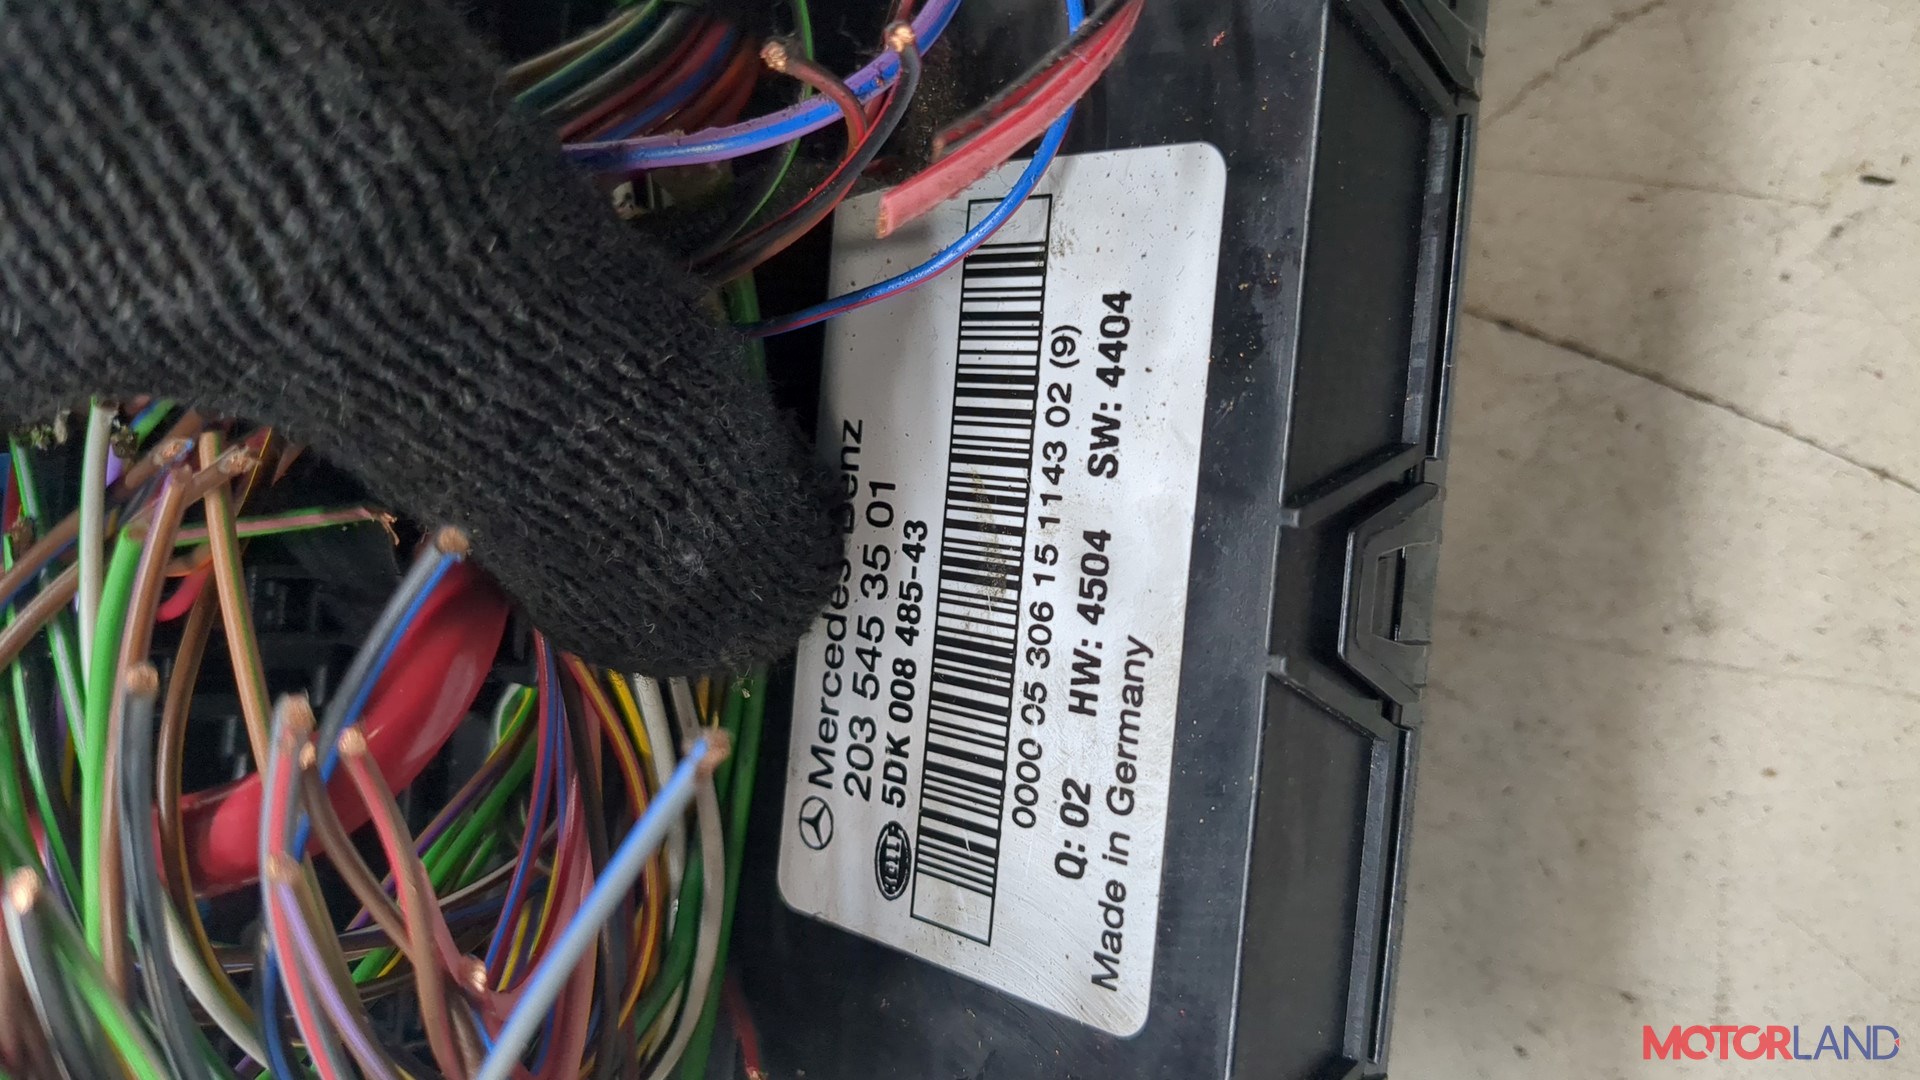 Mercedes-Benz
203 545 35 01
HELLA 5DK 008 485-43
0000 05 306 15 1143 02 (9)
Q: 02 HW: 4504 SW: 4404
Made in Germany
MOTORLAND